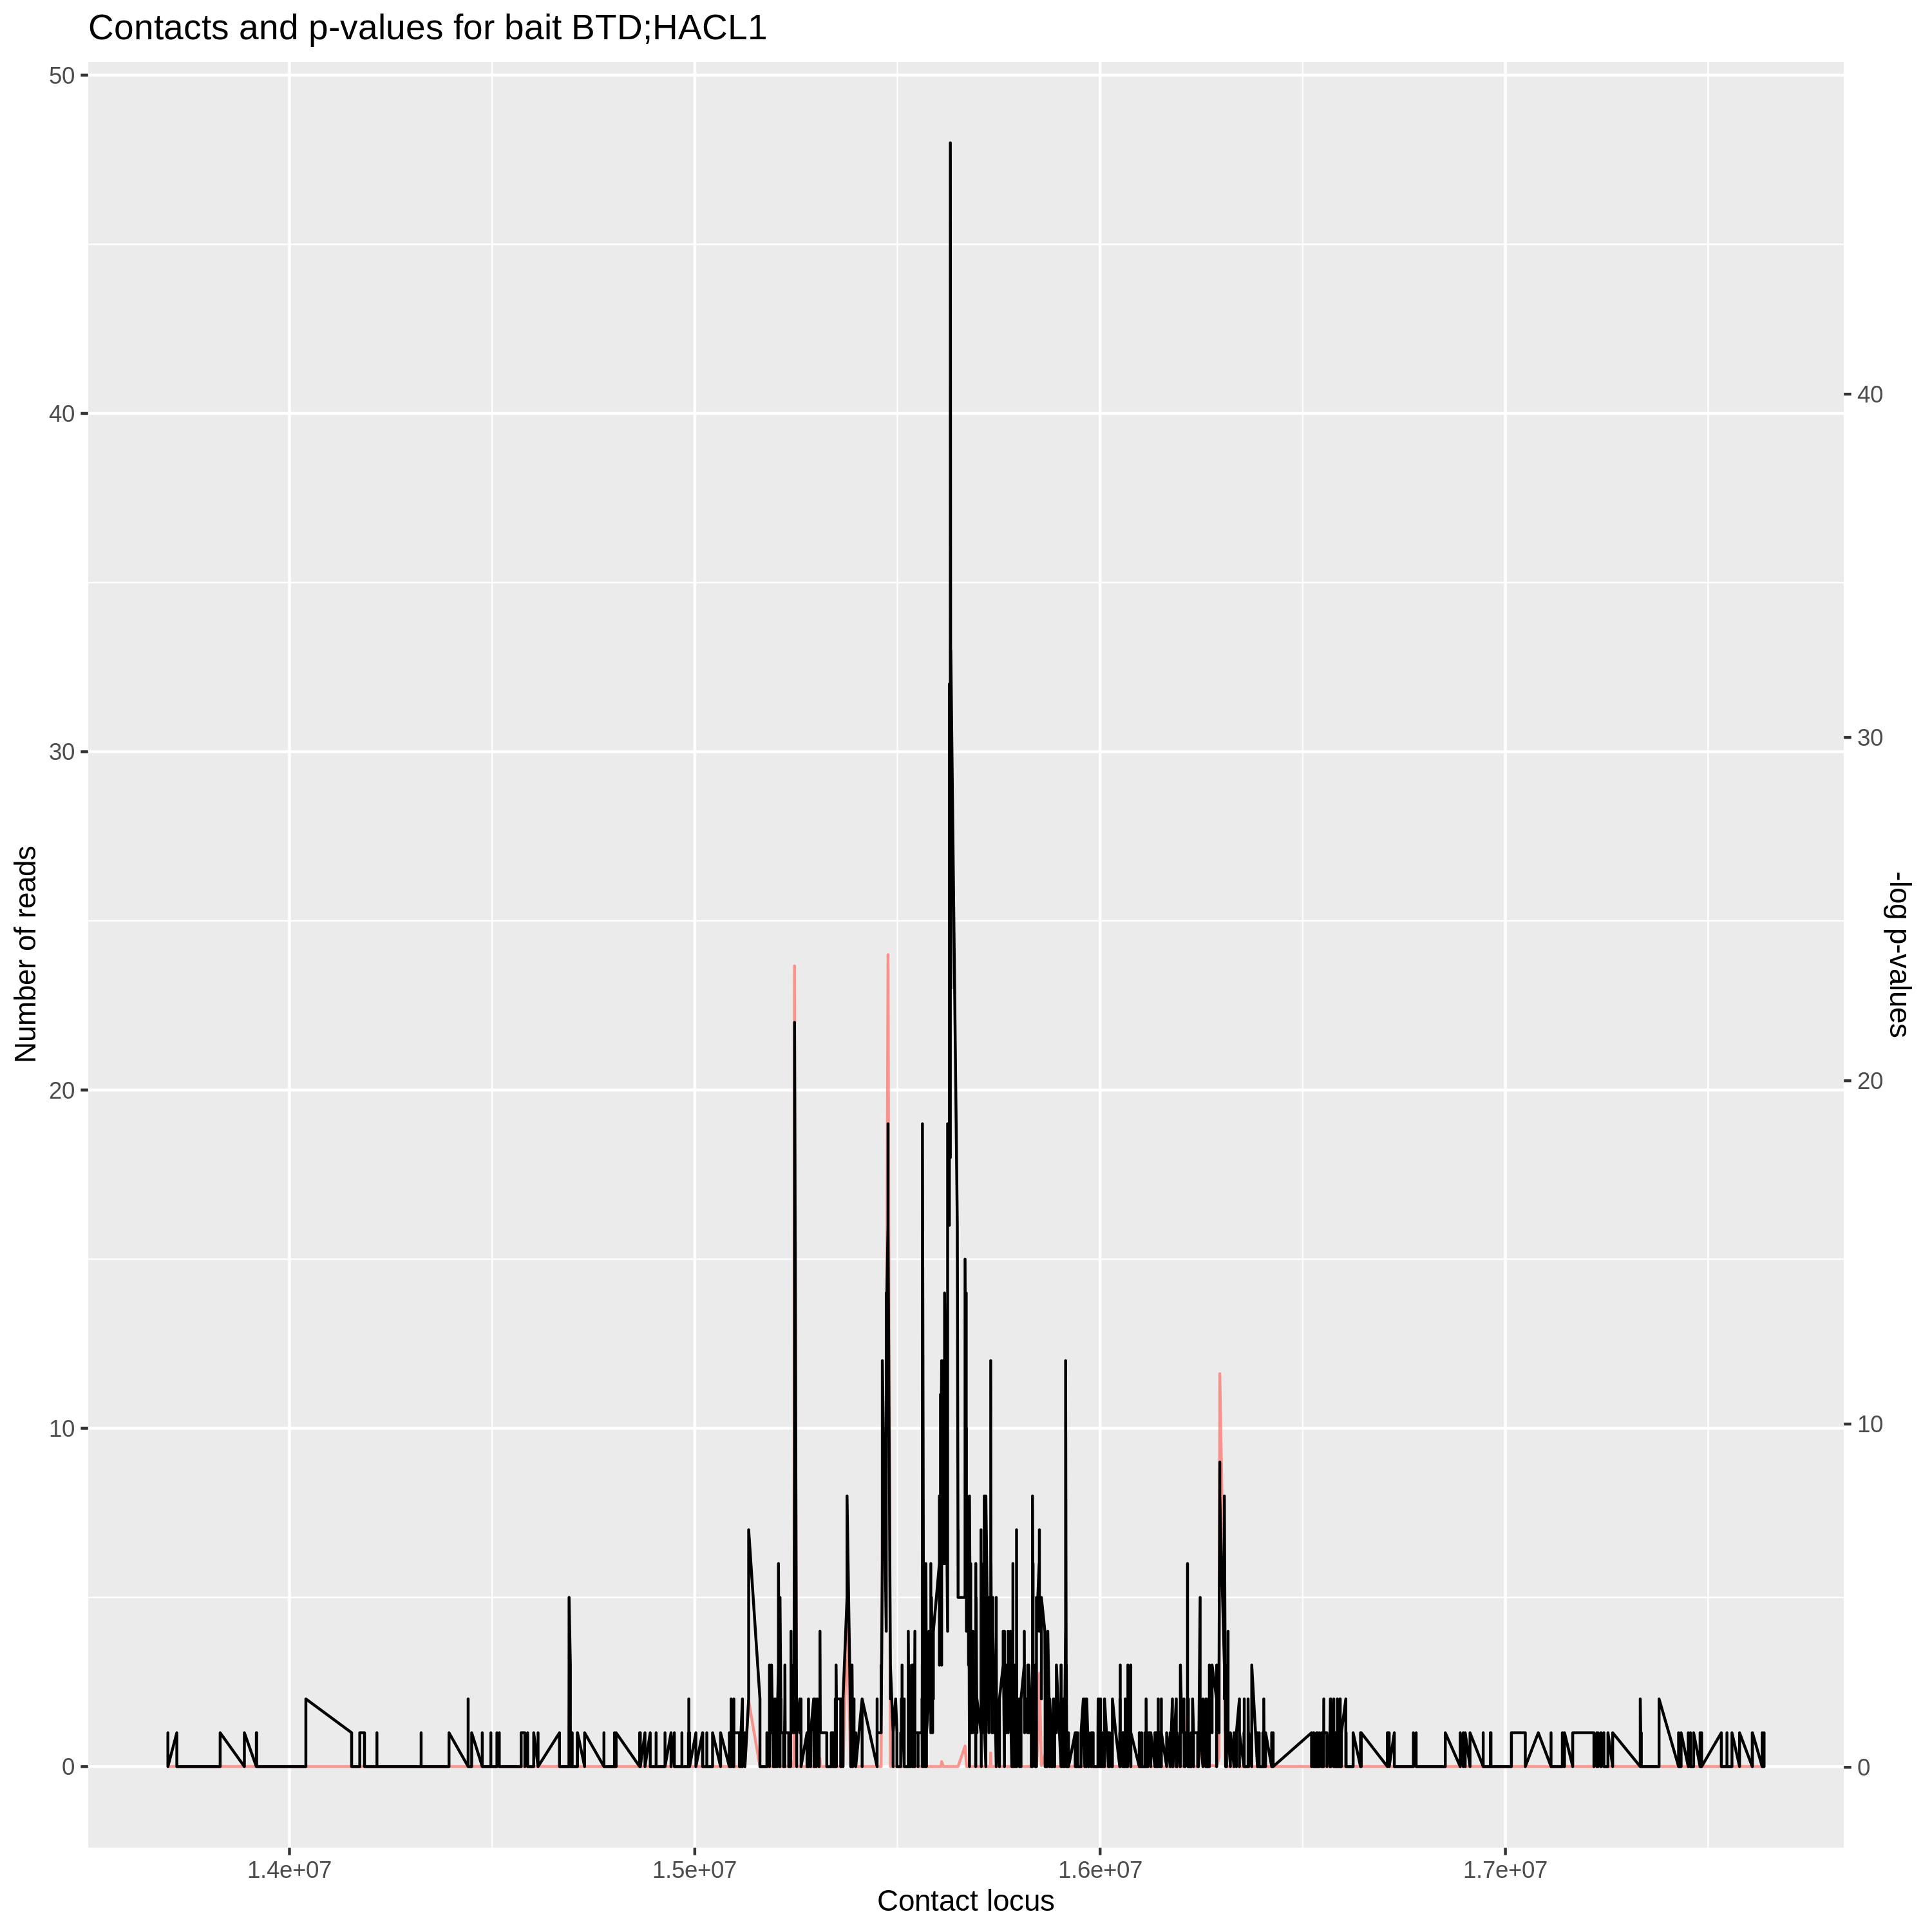 Contacts and p-values for bait BTD;HACL1
50
40
30
20
10
0
Number of reads
40
30
20
10
0
-log p-values
1.4e+07
1.5e+07
1.6e+07
1.7e+07
Contact locus